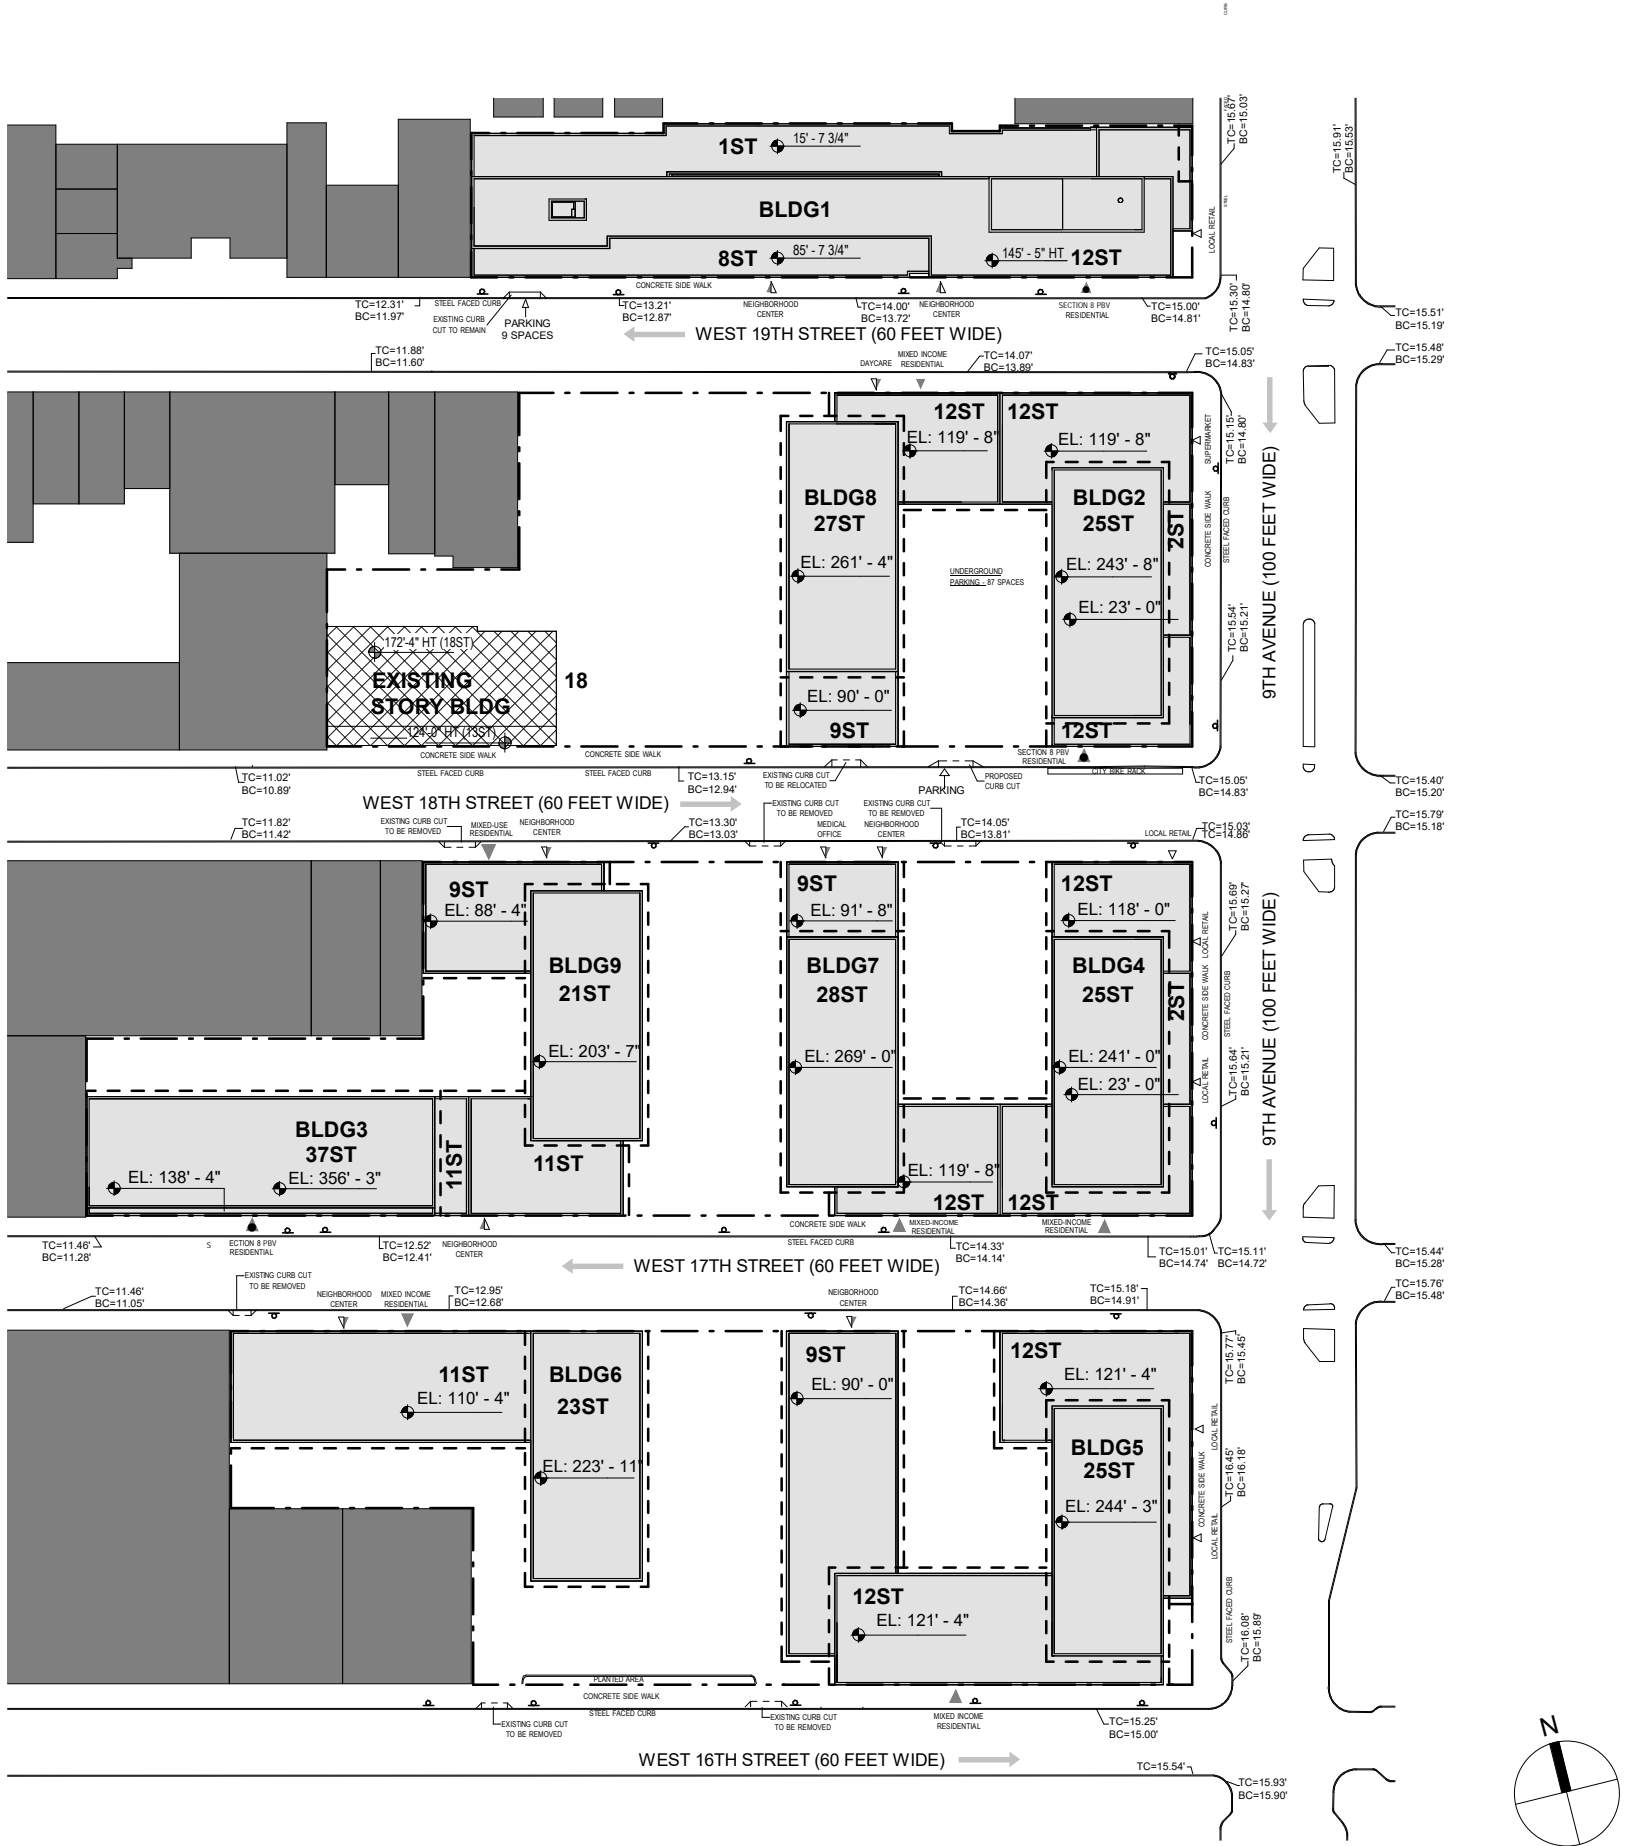 CURB
TC=15.67'
BC=15.03'
TC=15.91'
BC=15.53'
1ST
15' - 7 3/4"
BLDG1
8ST
85' - 7 3/4"
145' - 5" HT
12ST
LOCAL RETAIL
STEEL
CONCRETE SIDE WALK
TC=12.31'
BC=11.97'
STEEL FACED CURB
EXISTING CURB
CUT TO REMAIN
PARKING
9 SPACES
TC=13.21'
BC=12.87'
NEIGHBORHOOD
CENTER
TC=14.00'
BC=13.72'
NEIGHBORHOOD
CENTER
SECTION 8 PBV
RESIDENTIAL
TC=15.00'
BC=14.81'
TC=15.30'
BC=14.80'
TC=15.51'
BC=15.19'
WEST 19TH STREET (60 FEET WIDE)
TC=11.88'
BC=11.60'
DAYCARE
MIXED INCOME
RESIDENTIAL
TC=14.07'
BC=13.89'
TC=15.05'
BC=14.83'
TC=15.48'
BC=15.29'
12ST
12ST
EL: 119' - 8"
EL: 119' - 8"
SUPERMARKET
TC=15.15'
BC=14.80'
BLDG8
27ST
EL: 261' - 4"
BLDG2
25ST
2ST
EL: 243' - 8"
EL: 23' - 0"
UNDERGROUND
PARKING - 87 SPACES
CONCRETE SIDE WALK
STEEL FACED CURB
9TH AVENUE (100 FEET WIDE)
TC=15.54'
BC=15.21'
172'-4" HT (18ST)
EXISTING
18
STORY BLDG
124'-0" HT (13ST)
EL: 90' - 0"
9ST
12ST
CONCRETE SIDE WALK
STEEL FACED CURB
CONCRETE SIDE WALK
STEEL FACED CURB
SECTION 8 PBV
RESIDENTIAL
CITY BIKE RACK
TC=11.02'
BC=10.89'
TC=13.15'
BC=12.94'
EXISTING CURB CUT
TO BE RELOCATED
PARKING
PROPOSED
CURB CUT
TC=15.05'
BC=14.83'
TC=15.40'
BC=15.20'
WEST 18TH STREET (60 FEET WIDE)
TC=11.82'
BC=11.42'
EXISTING CURB CUT
TO BE REMOVED
MIXED-USE
RESIDENTIAL
NEIGHBORHOOD
CENTER
TC=13.30'
BC=13.03'
EXISTING CURB CUT
TO BE REMOVED
MEDICAL
OFFICE
EXISTING CURB CUT
TO BE REMOVED
NEIGHBORHOOD
CENTER
TC=14.05'
BC=13.81'
LOCAL RETAIL
TC=15.03'
TC=14.86'
TC=15.79'
BC=15.18'
9ST
EL: 88' - 4"
9ST
EL: 91' - 8"
12ST
EL: 118' - 0"
BLDG9
21ST
EL: 203' - 7"
BLDG7
28ST
EL: 269' - 0"
BLDG4
25ST
2ST
EL: 241' - 0"
EL: 23' - 0"
LOCAL RETAIL
CONCRETE SIDE WALK
LOCAL RETAIL
STEEL FACED CURB
TC=15.69'
BC=15.27'
TC=15.64'
BC=15.21'
9TH AVENUE (100 FEET WIDE)
BLDG3
37ST
EL: 138' - 4"
EL: 356' - 3"
11ST
11ST
EL: 119' - 8"
12ST
12ST
TC=11.46'
BC=11.28'
S
ECTION 8 PBV
RESIDENTIAL
TC=12.52'
BC=12.41'
NEIGHBORHOOD
CENTER
CONCRETE SIDE WALK
STEEL FACED CURB
MIXED-INCOME
RESIDENTIAL
TC=14.33'
BC=14.14'
MIXED-INCOME
RESIDENTIAL
TC=15.01'
BC=14.74'
TC=15.11'
BC=14.72'
TC=15.44'
BC=15.28'
WEST 17TH STREET (60 FEET WIDE)
TC=11.46'
BC=11.05'
EXISTING CURB CUT
TO BE REMOVED
NEIGHBORHOOD
CENTER
MIXED INCOME
RESIDENTIAL
TC=12.95'
BC=12.68'
NEIGBORHOOD
CENTER
TC=14.66'
BC=14.36'
TC=15.18'
BC=14.91'
TC=15.76'
BC=15.48'
11ST
EL: 110' - 4"
BLDG6
23ST
EL: 223' - 11"
9ST
EL: 90' - 0"
12ST
EL: 121' - 4"
BLDG5
25ST
EL: 244' - 3"
12ST
EL: 121' - 4"
TC=15.77'
BC=15.45'
LOCAL RETAIL
CONCRETE SIDE WALK
LOCAL RETAIL
TC=16.45'
BC=16.18'
STEEL FACED CURB
TC=16.08'
BC=15.89'
PLANTED AREA
CONCRETE SIDE WALK
STEEL FACED CURB
EXISTING CURB CUT
TO BE REMOVED
EXISTING CURB CUT
TO BE REMOVED
MIXED INCOME
RESIDENTIAL
TC=15.25'
BC=15.00'
WEST 16TH STREET (60 FEET WIDE)
TC=15.54'
TC=15.93'
BC=15.90'
N